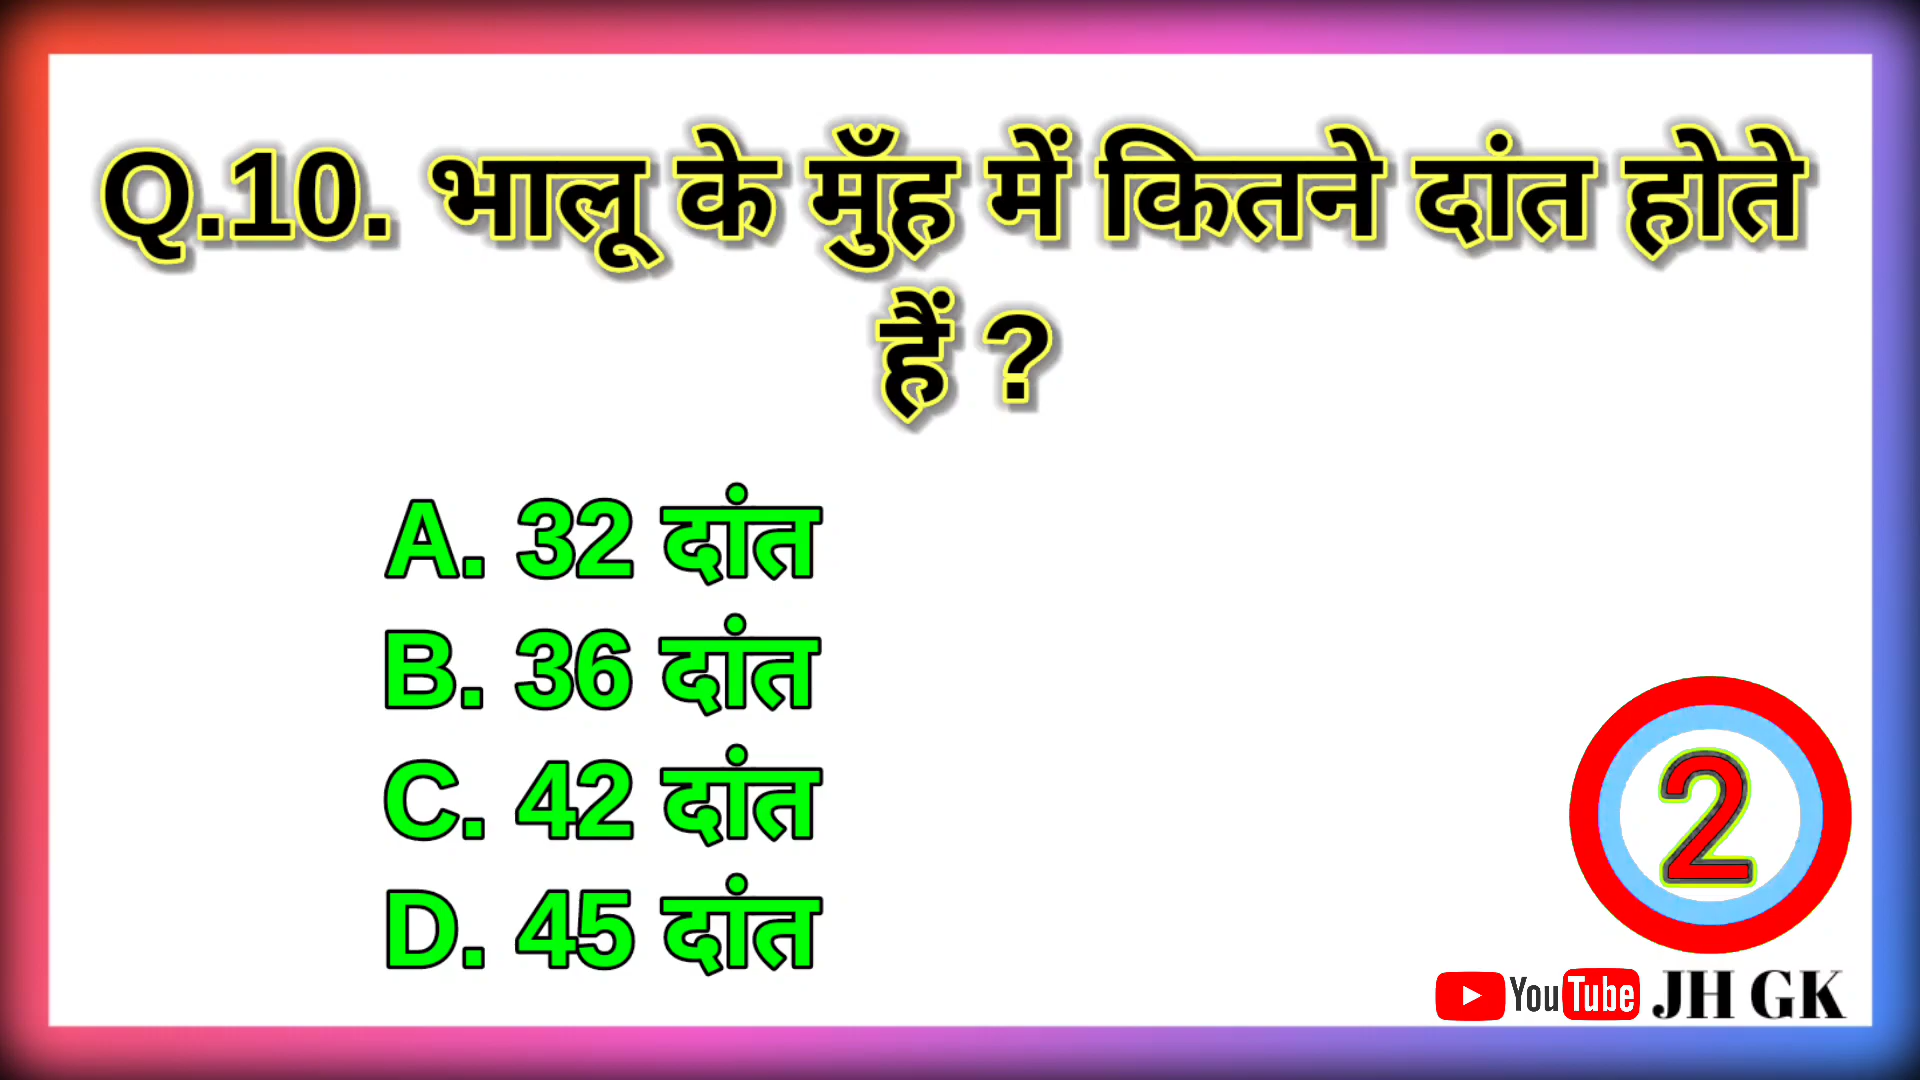 Q.10. भालू के मुँह में कितने दांत होते
हैं ?
A. 32 दांत
B. 36 दांत
C. 42 दांत
D. 45 दांत
2
YouTube JH GK